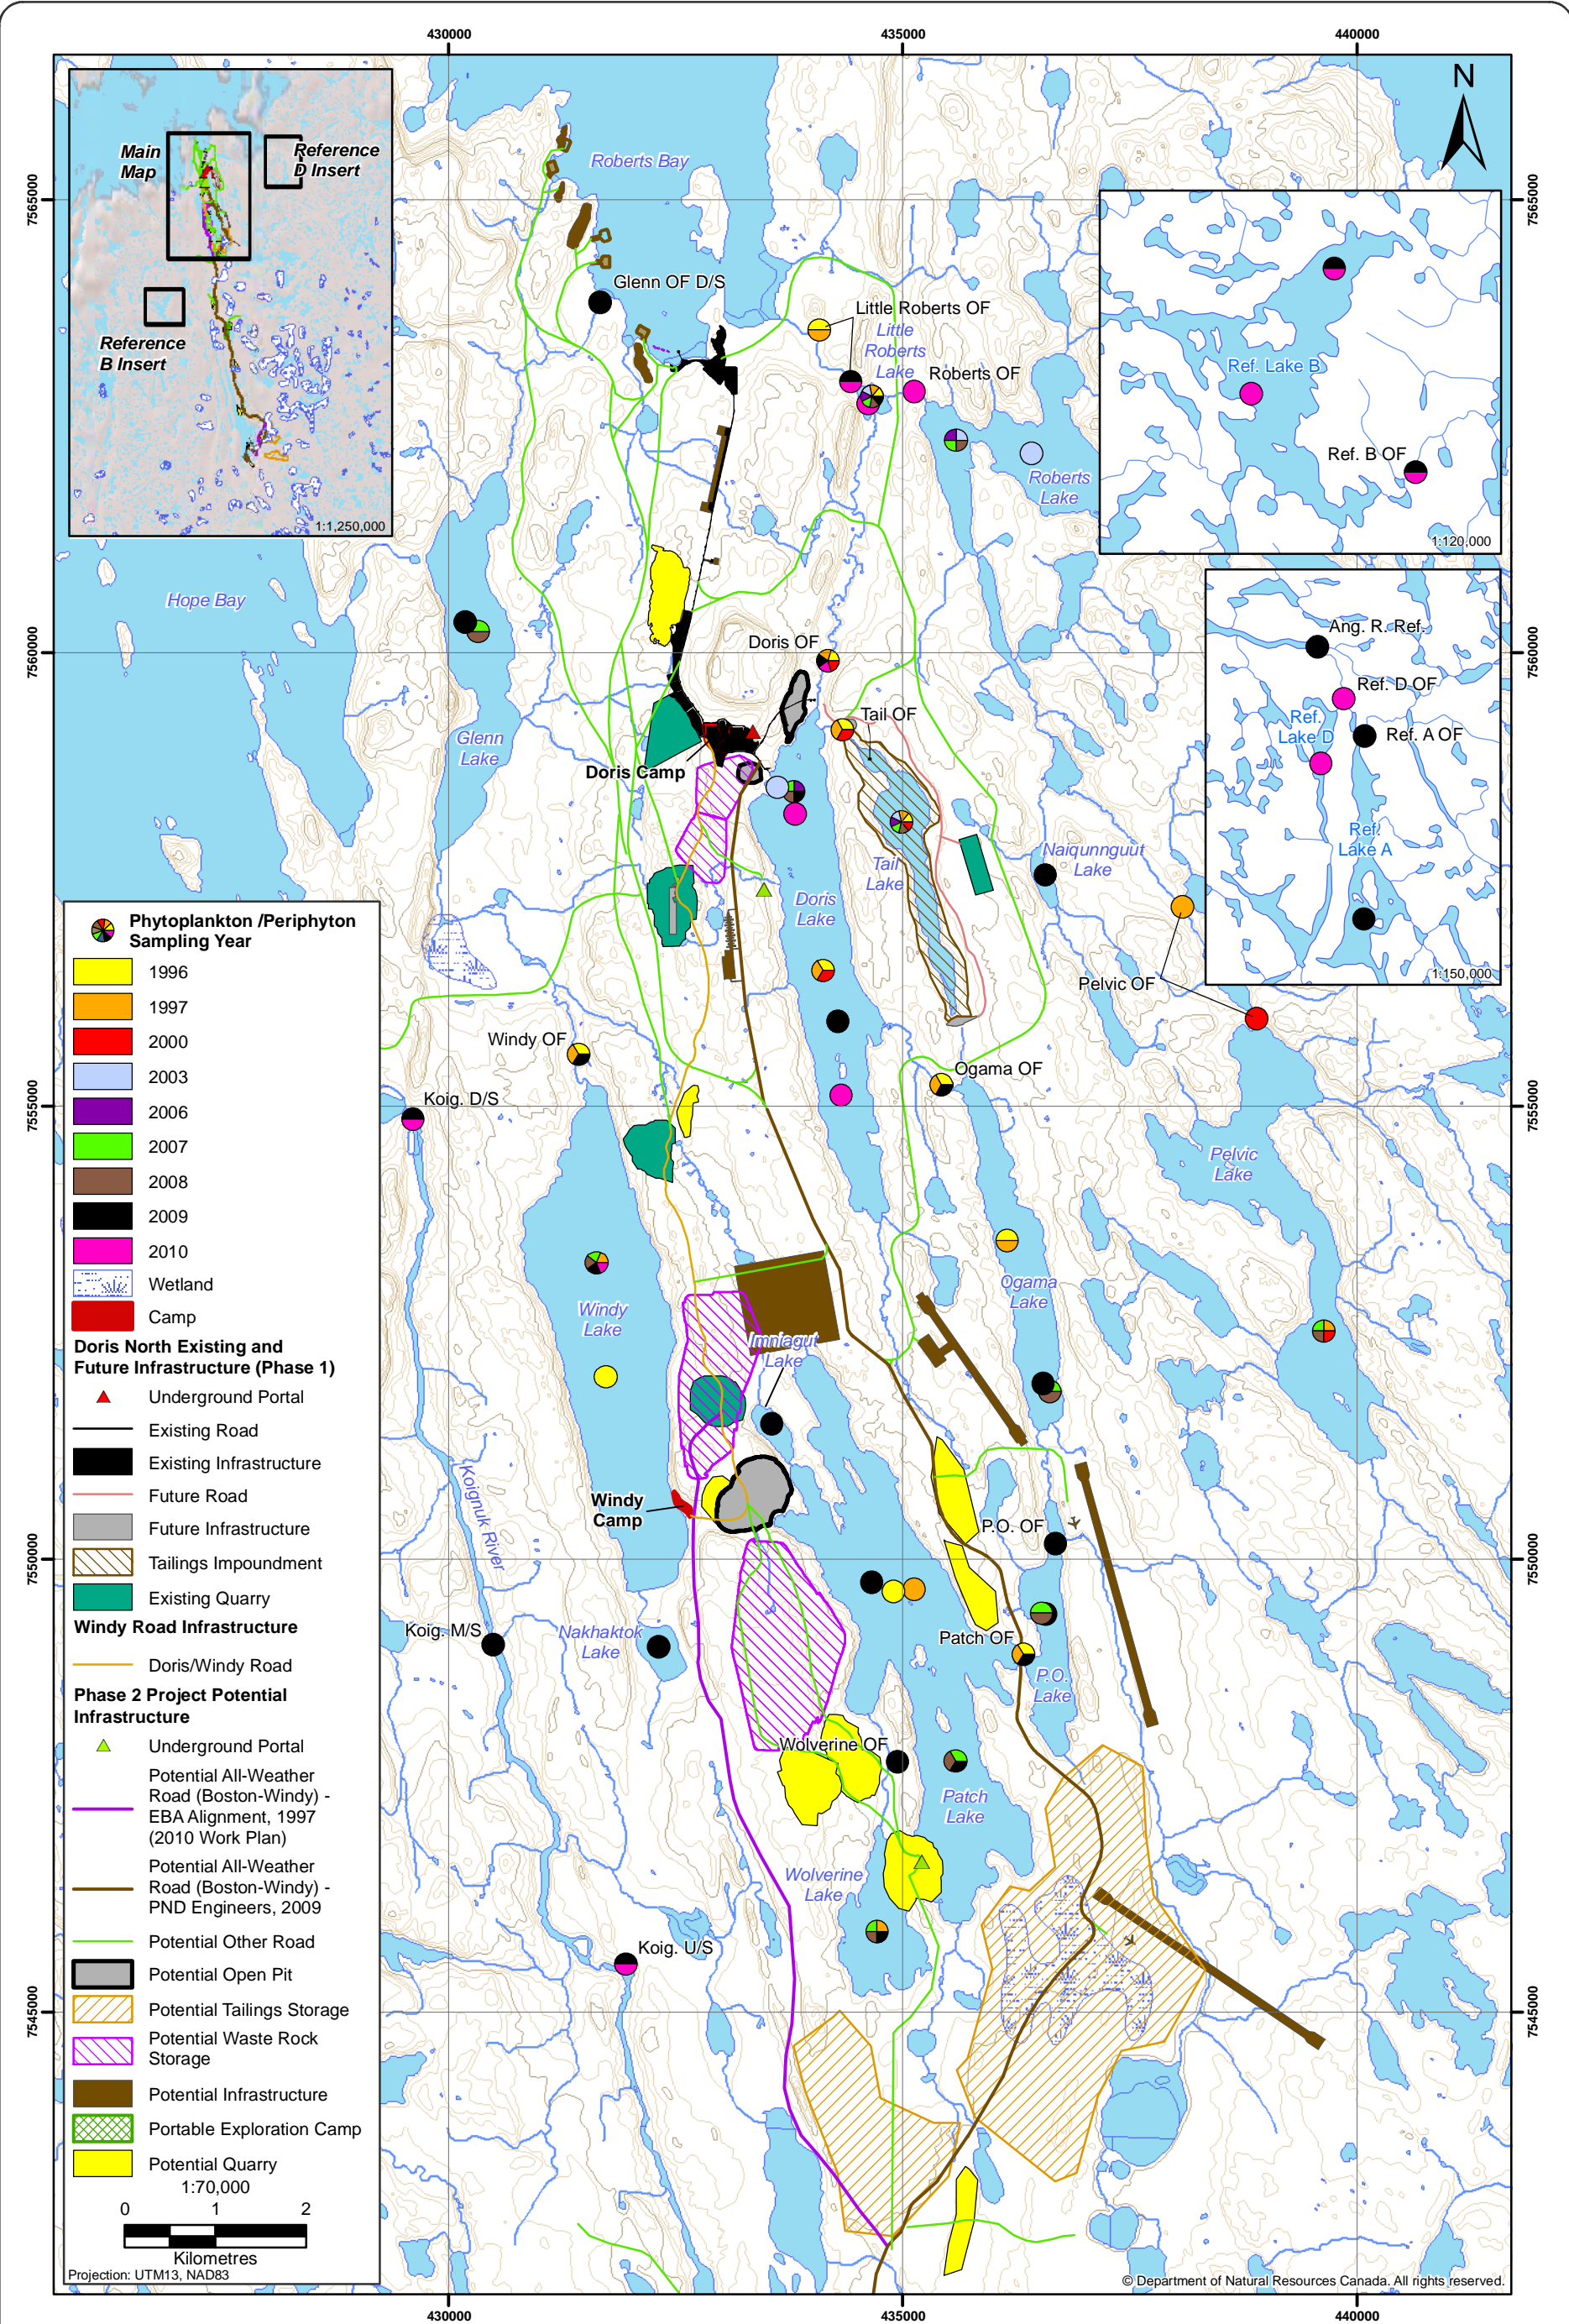 430000
435000
440000
7565000
7565000
7560000
7560000
7555000
7555000
7550000
7550000
7545000
7545000
430000
435000
440000
N
Main
Map
Reference
D Insert
Reference
B Insert
1:1,250,000
Roberts Bay
Glenn OF D/S
Little Roberts OF
Little
Roberts
Lake
Roberts OF
Roberts
Lake
Ref. Lake B
Ref. B OF
1:120,000
Hope Bay
Ang. R. Ref.
Ref. D OF
Ref.
Lake D
Ref. A OF
Ref.
Lake A
1:150,000
Doris OF
Tail OF
Glenn
Lake
Doris Camp
Tail
Lake
Naiqunnguut
Lake
Doris
Lake
Pelvic OF
Windy OF
Ogama OF
Koig. D/S
Pelvic
Lake
Ogama
Lake
Windy
Lake
Imniagut
Lake
Koignuk River
Windy
Camp
P.O. OF
Koig. M/S
Nakhaktok
Lake
Patch OF
P.O.
Lake
Wolverine OF
Patch
Lake
Wolverine
Lake
Koig. U/S
Phytoplankton /Periphyton
Sampling Year
1996
1997
2000
2003
2006
2007
2008
2009
2010
Wetland
Camp
Doris North Existing and
Future Infrastructure (Phase 1)
Underground Portal
Existing Road
Existing Infrastructure
Future Road
Future Infrastructure
Tailings Impoundment
Existing Quarry
Windy Road Infrastructure
Doris/Windy Road
Phase 2 Project Potential
Infrastructure
Underground Portal
Potential All-Weather
Road (Boston-Windy) -
EBA Alignment, 1997
(2010 Work Plan)
Potential All-Weather
Road (Boston-Windy) -
PND Engineers, 2009
Potential Other Road
Potential Open Pit
Potential Tailings Storage
Potential Waste Rock
Storage
Potential Infrastructure
Portable Exploration Camp
Potential Quarry
1:70,000
0 1 2
Kilometres
Projection: UTM13, NAD83
© Department of Natural Resources Canada. All rights reserved.